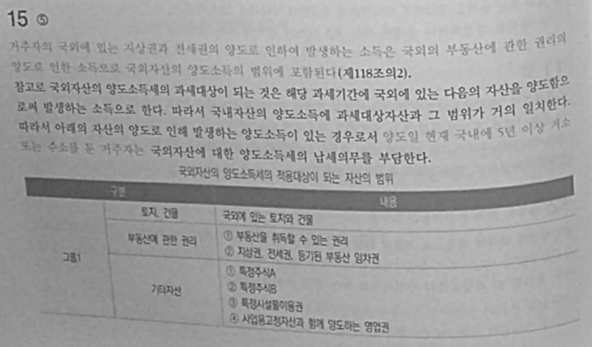 15 ⑤
거주자의 국외에 있는 지상권과 전세권의 양도로 인하여 발생하는 소득은 국외의 부동산에 관한 권리의
양도로 인한 소득으로 국외자산의 양도소득의 범위에 포함된다(제118조의2).
참고로 국외자산의 양도소득세의 과세대상이 되는 것은 해당 과세기간에 국외에 있는 다음의 자산을 양도함으
로써 발생하는 소득으로 한다. 따라서 국내자산의 양도소득에 과세대상자산과 그 범위가 거의 일치한다.
따라서 아래의 자산의 양도로 인해 발생하는 양도소득이 있는 경우로서 양도일 현재 국내에 5년 이상 거소
또는 주소를 둔 거주자는 국외자산에 대한 양도소득세의 납세의무를 부담한다.
국외자산의 양도소득세의 적용대상이 되는 자산의 범위
구분 내용
그룹1
토지, 건물 국외에 있는 토지와 건물
부동산에 관한 권리 ① 부동산을 취득할 수 있는 권리
② 지상권, 전세권, 등기된 부동산 임차권
기타자산 ① 특정주식A
② 특정주식B
③ 특정시설물이용권
④ 사업용고정자산과 함께 양도하는 영업권